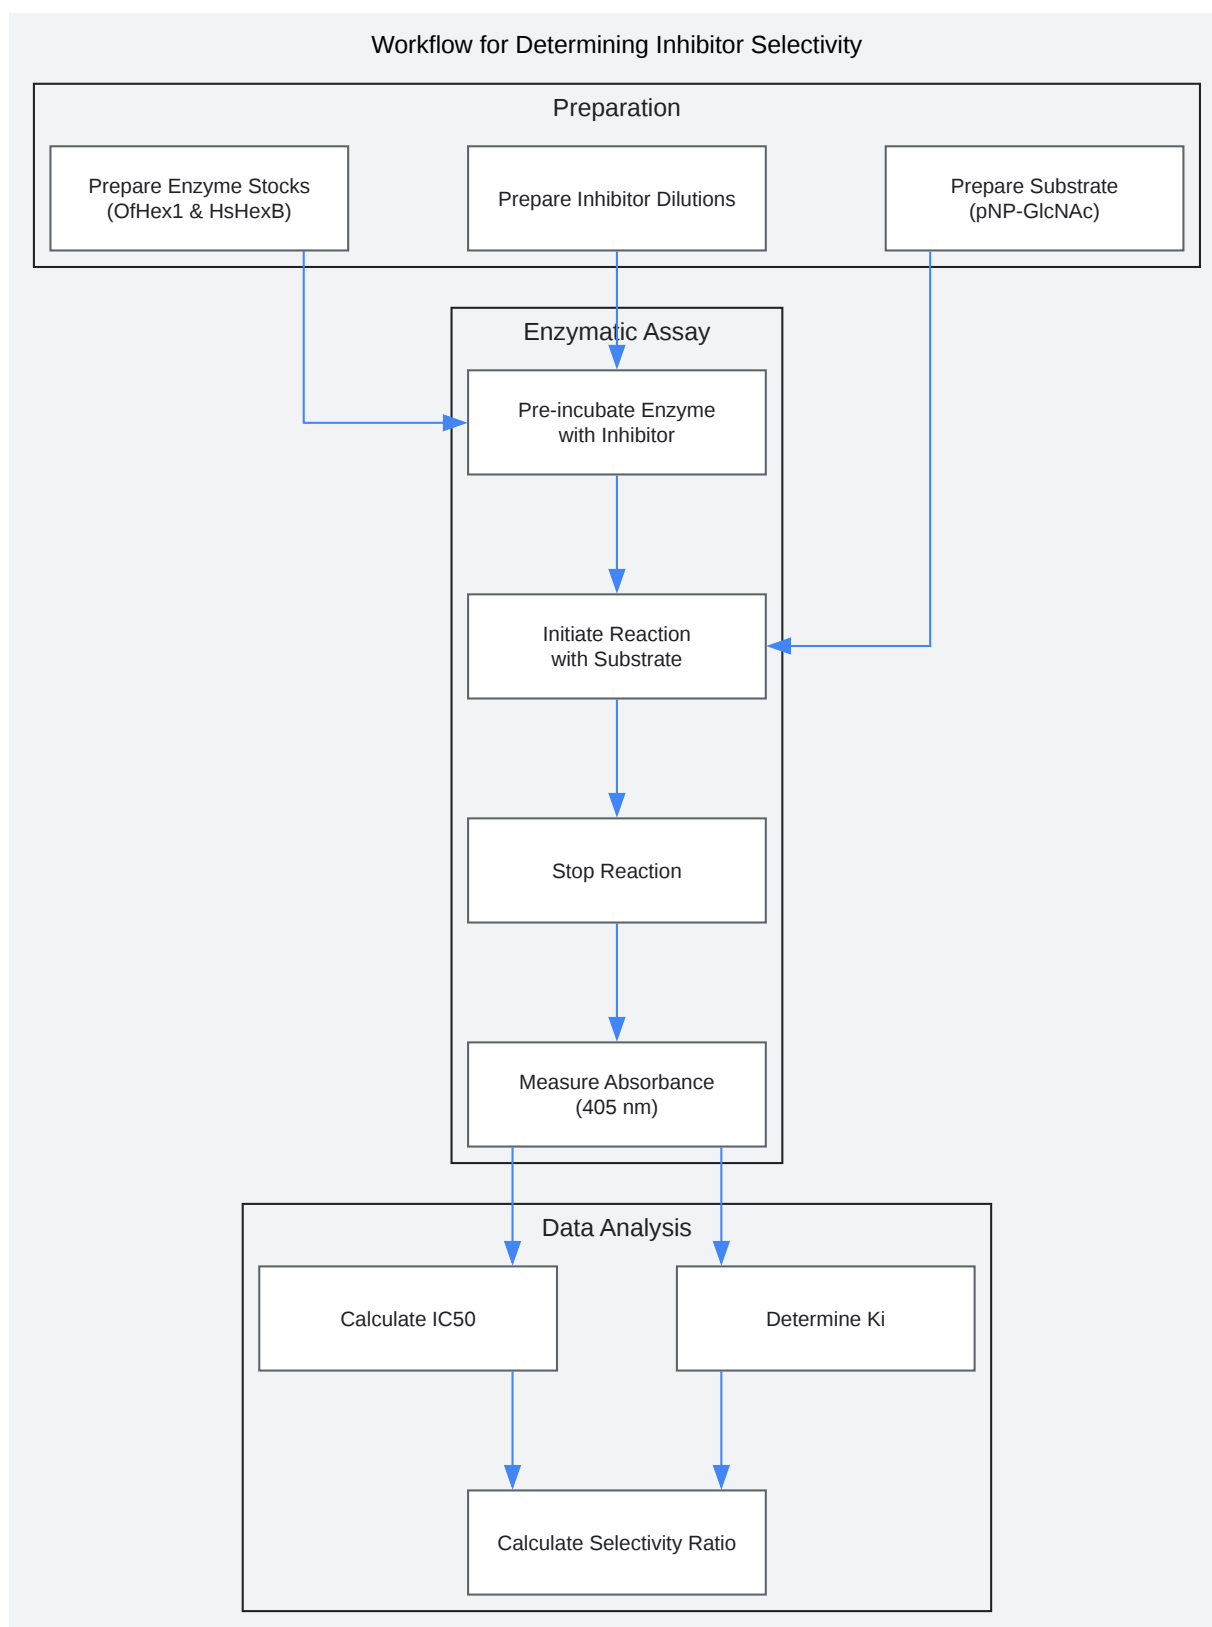 Workflow for Determining Inhibitor Selectivity
Preparation
Prepare Enzyme Stocks
(OfHex1 & HsHexB)
Prepare Inhibitor Dilutions
Prepare Substrate
(pNP-GlcNAc)
Enzymatic Assay
Pre-incubate Enzyme
with Inhibitor
Initiate Reaction
with Substrate
Stop Reaction
Measure Absorbance
(405 nm)
Data Analysis
Calculate IC50
Determine Ki
Calculate Selectivity Ratio